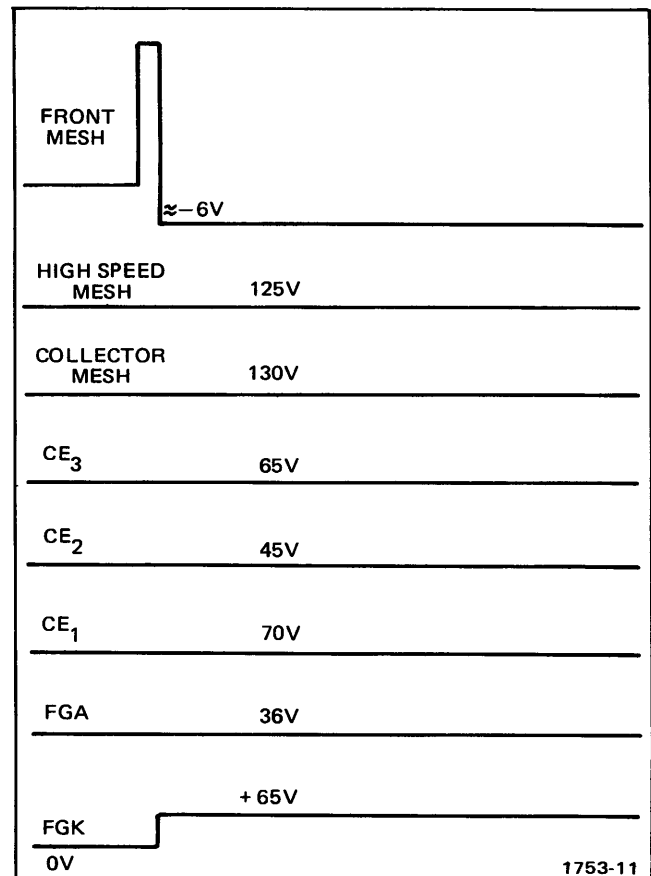 FRONT
MESH
≈−6V
HIGH SPEED
MESH
125V
COLLECTOR
MESH
130V
CE₃
65V
CE₂
45V
CE₁
70V
FGA
36V
+65V
FGK
0V
1753-11